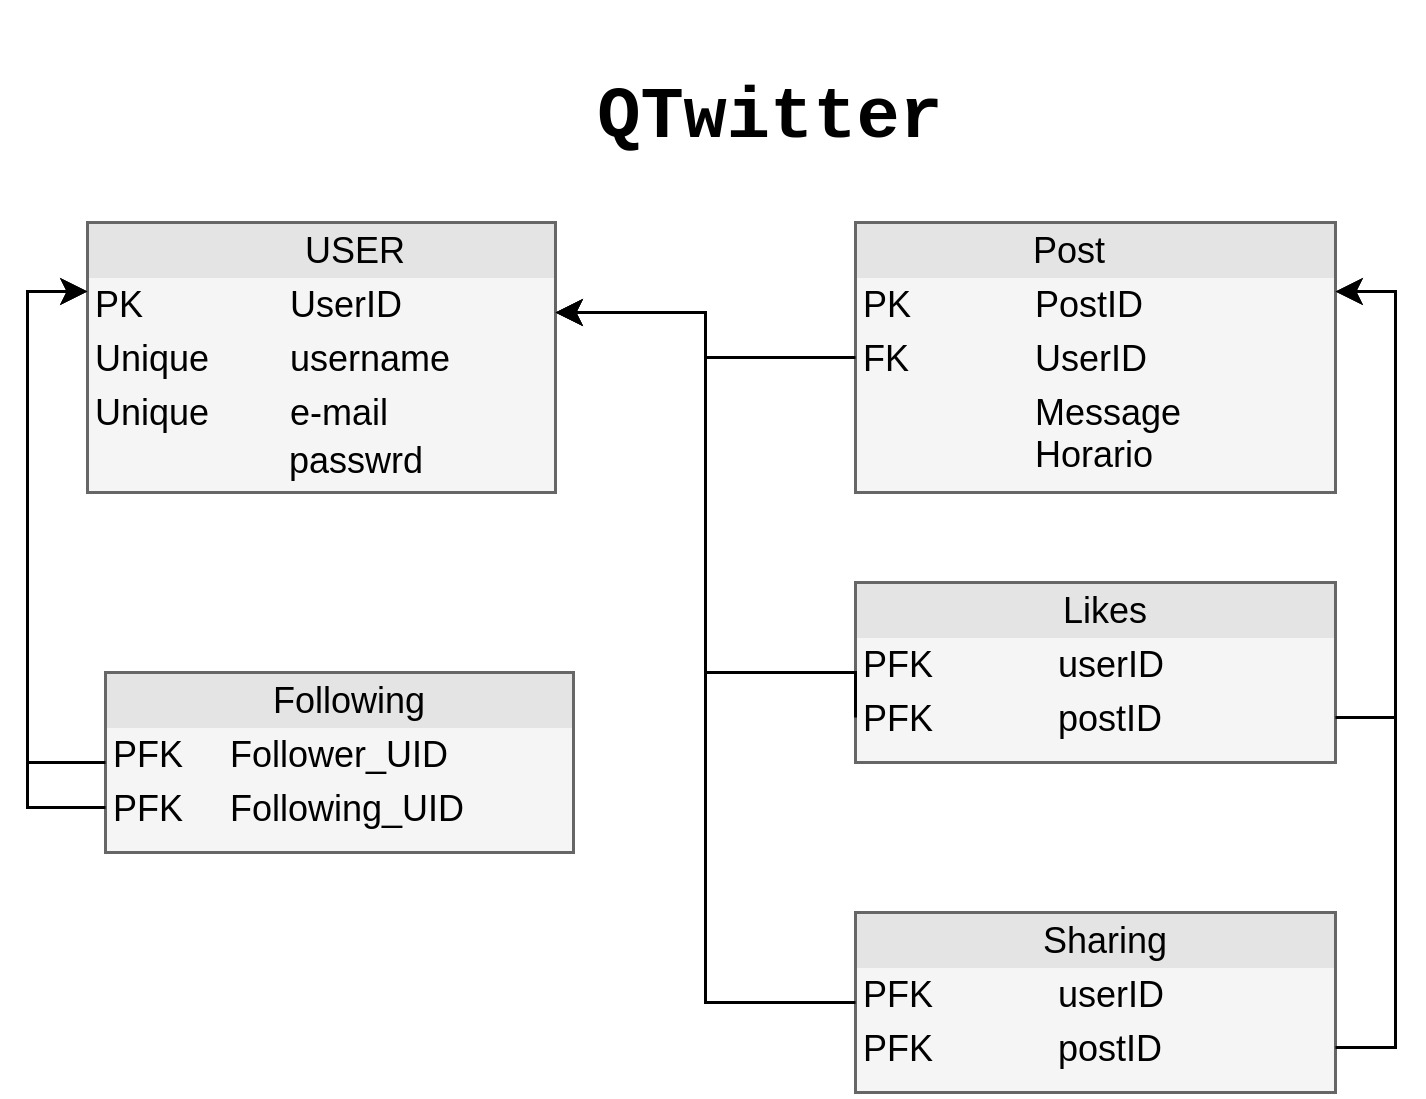 QTwitter
USER
PK UserID
Unique username
Unique e-mail
passwrd
Post
PK PostID
FK UserID
Message
Horario
Following
PFK Follower_UID
PFK Following_UID
Likes
PFK userID
PFK postID
Sharing
PFK userID
PFK postID